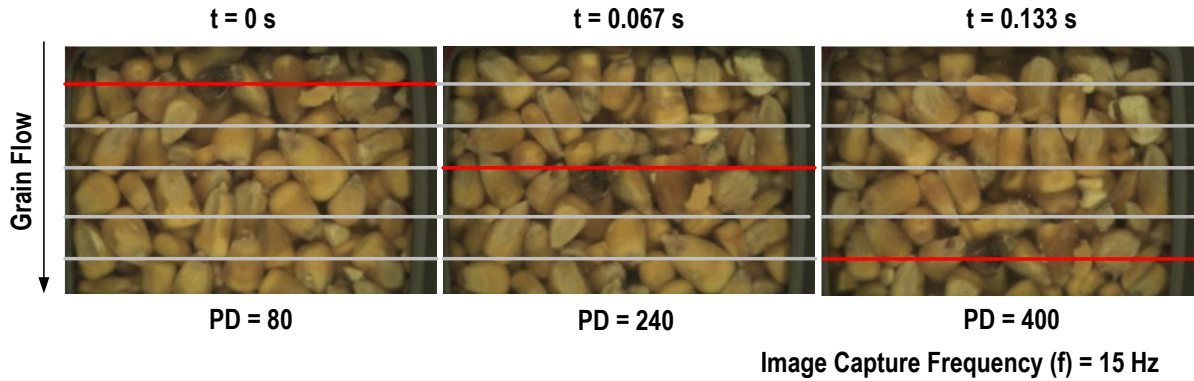 t = 0 s
t = 0.067 s
t = 0.133 s
Grain Flow
PD = 80
PD = 240
PD = 400
Image Capture Frequency (f) = 15 Hz